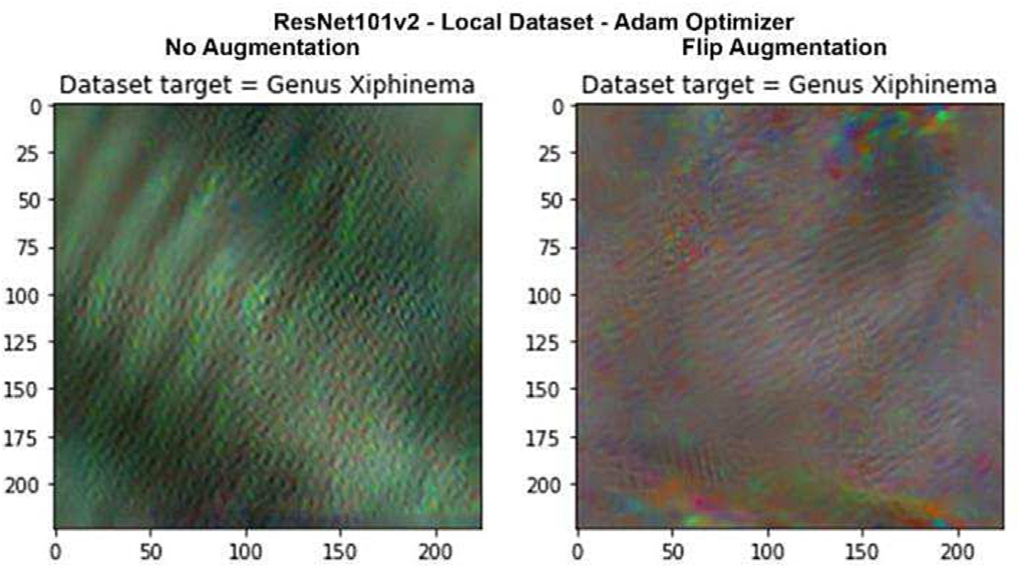 ResNet101v2 - Local Dataset - Adam Optimizer
No Augmentation
Flip Augmentation
Dataset target = Genus Xiphinema
Dataset target = Genus Xiphinema
0
25
50
75
100
125
150
175
200
0 50 100 150 200
0
25
50
75
100
125
150
175
200
0 50 100 150 200